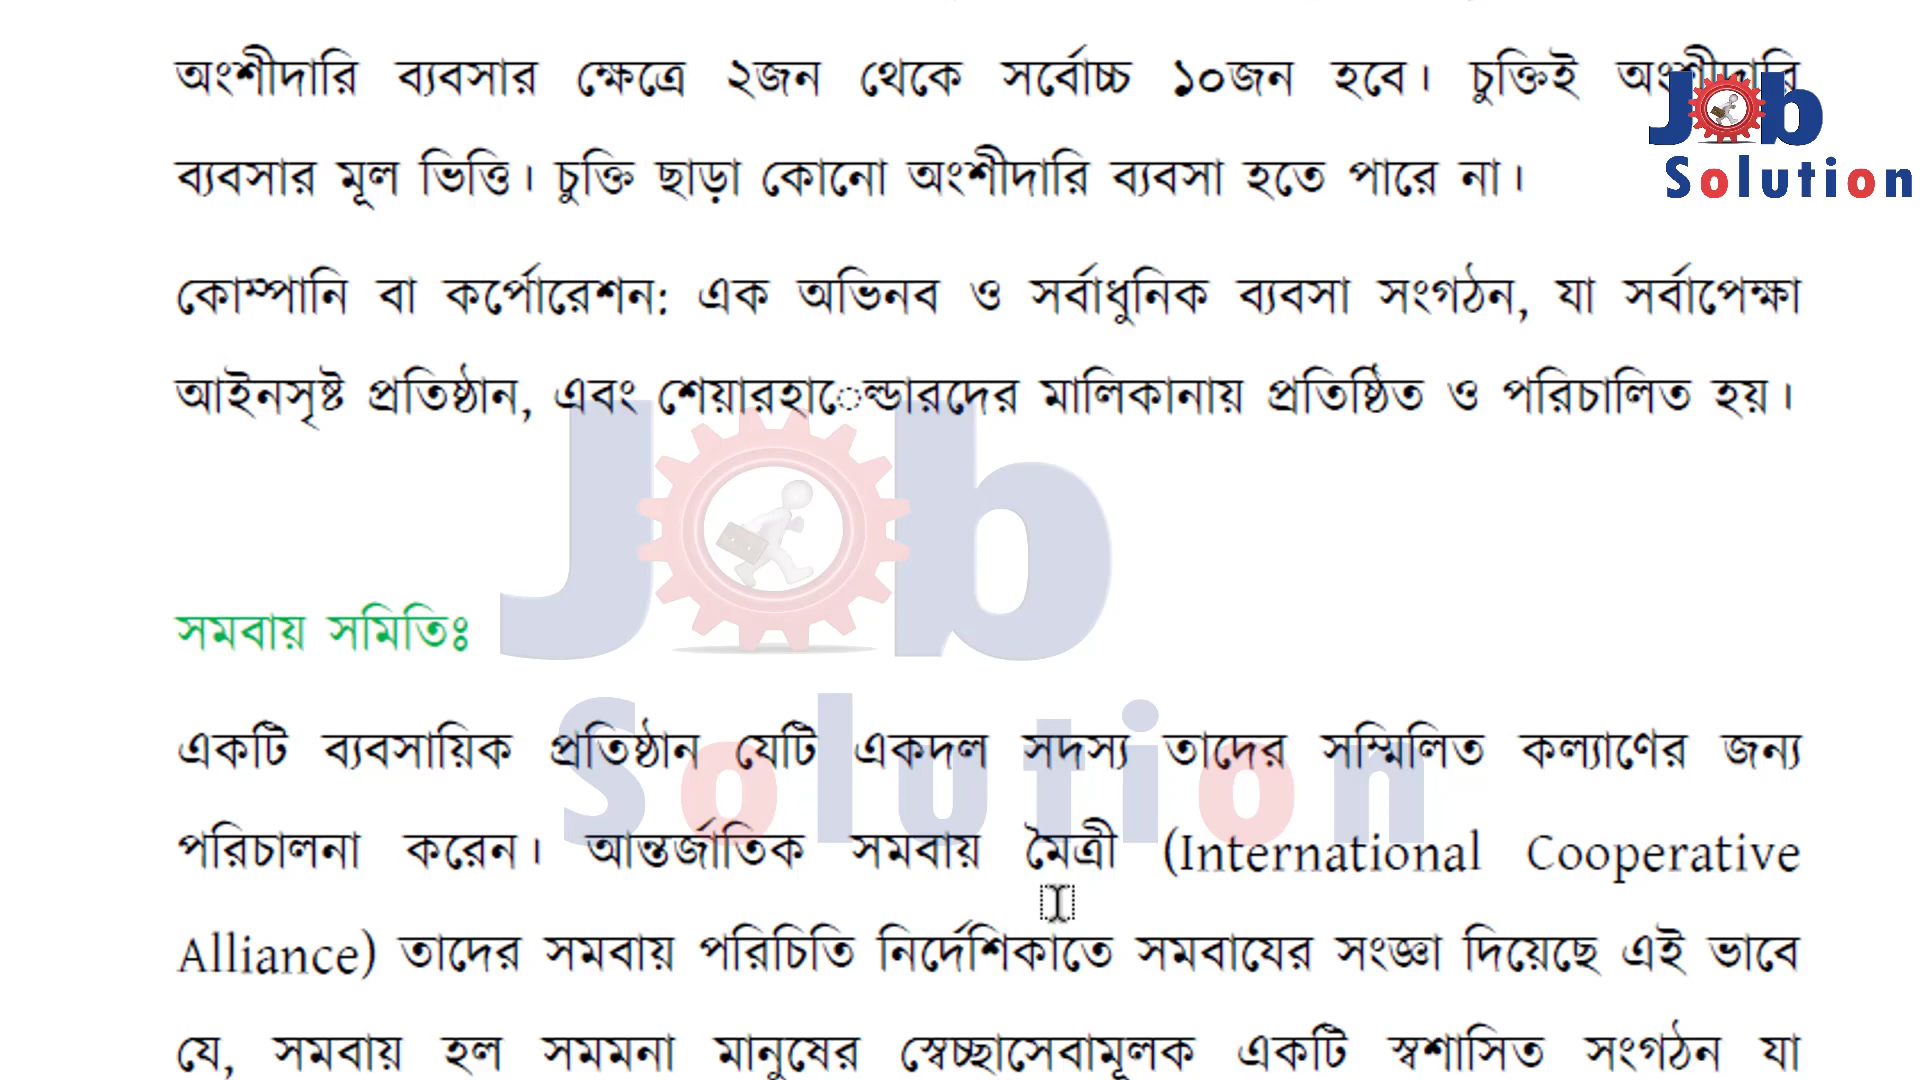 অংশীদারি ব্যবসার ক্ষেত্রে ২জন থেকে সর্বোচ্চ ১০জন হবে। চুক্তিই অংশীদারি
ব্যবসার মূল ভিত্তি। চুক্তি ছাড়া কোনো অংশীদারি ব্যবসা হতে পারে না।
Job
Solution
কোম্পানি বা কর্পোরেশন: এক অভিনব ও সর্বাধুনিক ব্যবসা সংগঠন, যা সর্বাপেক্ষা
আইনসৃষ্ট প্রতিষ্ঠান, এবং শেয়ারহােল্ডারদের মালিকানায় প্রতিষ্ঠিত ও পরিচালিত হয়।
Job
Solution
সমবায় সমিতিঃ
একটি ব্যবসায়িক প্রতিষ্ঠান যেটি একদল সদস্য তাদের সম্মিলিত কল্যাণের জন্য
পরিচালনা করেন। আন্তর্জাতিক সমবায় মৈত্রী (International Cooperative
Alliance) তাদের সমবায় পরিচিতি নির্দেশিকাতে সমবাযের সংজ্ঞা দিয়েছে এই ভাবে
যে, সমবায় হল সমমনা মানুষের স্বেচ্ছাসেবামূলক একটি স্বশাসিত সংগঠন যা